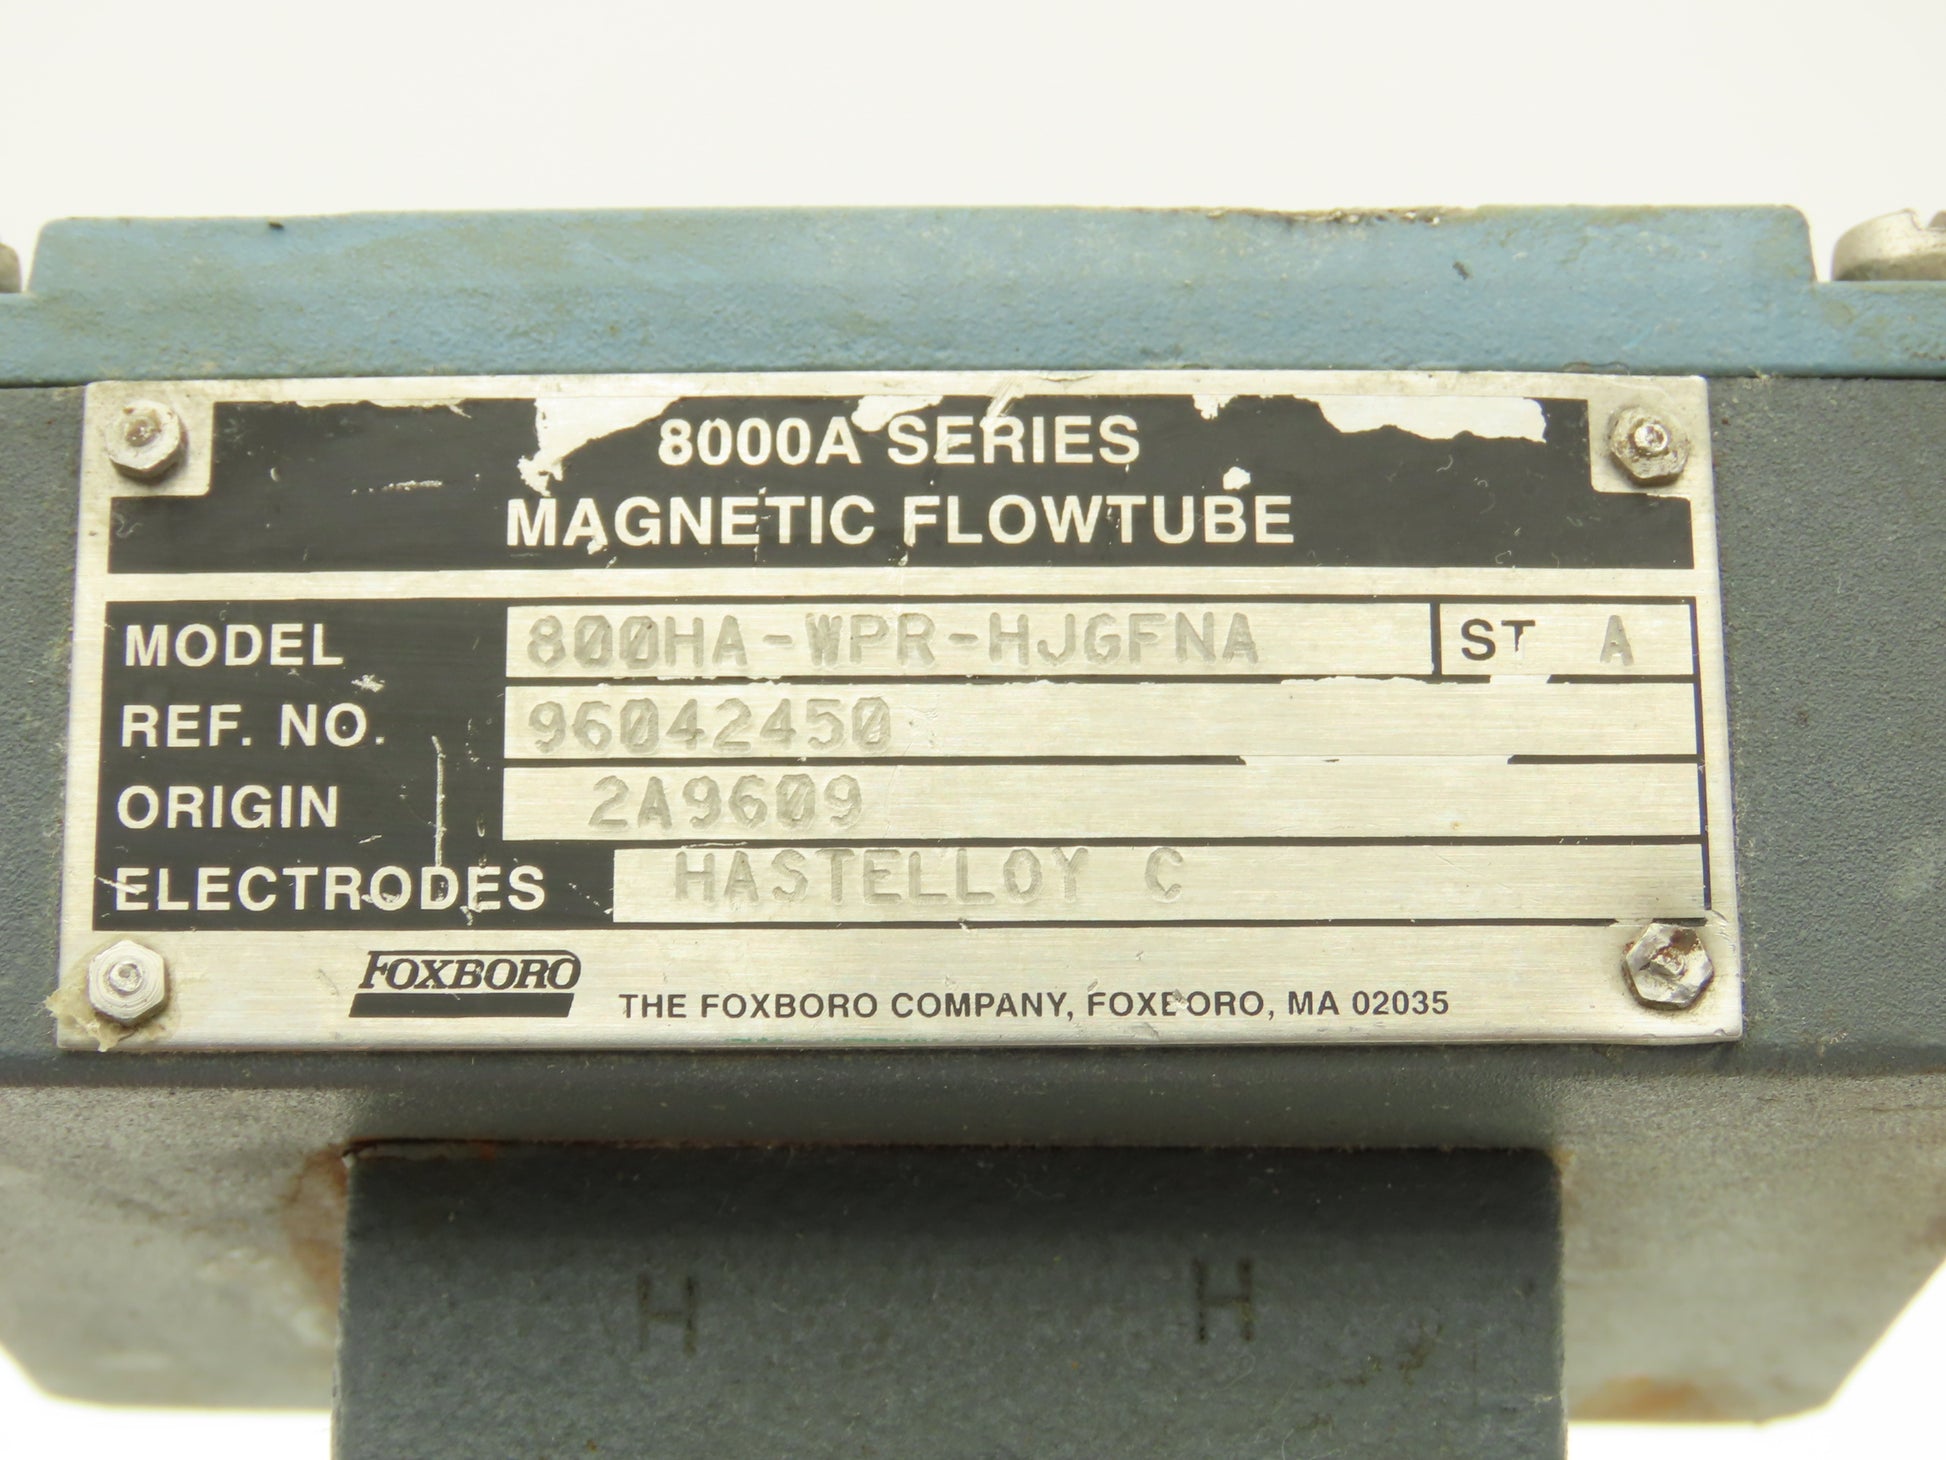 8000A SERIES
MAGNETIC FLOWTUBE
MODEL 800HA-WPR-HJGFNA ST A
REF. NO. 96042450
ORIGIN 2A9609
ELECTRODES HASTELLOY C
FOXBORO THE FOXBORO COMPANY, FOXBORO, MA 02035
H H